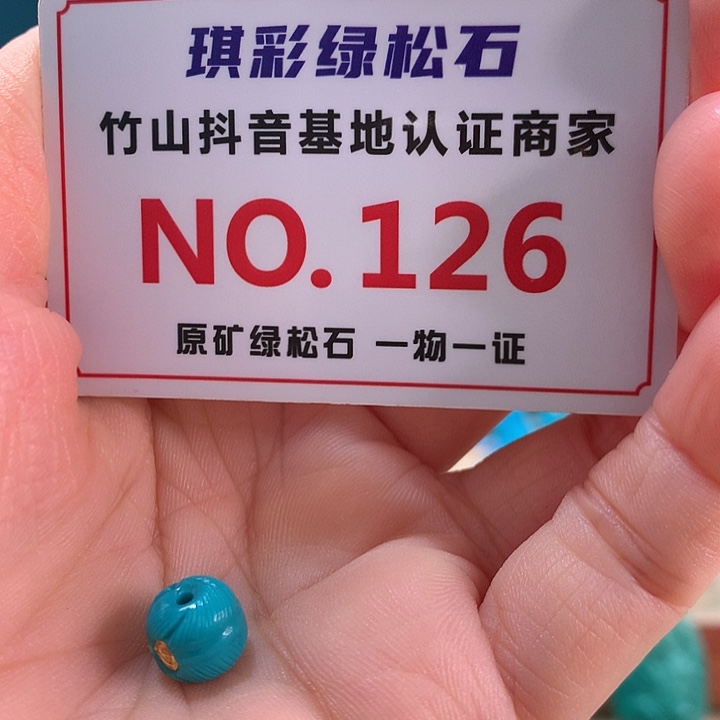 琪彩绿松石
竹山抖音基地认证商家
NO.126
原矿绿松石 一物一证